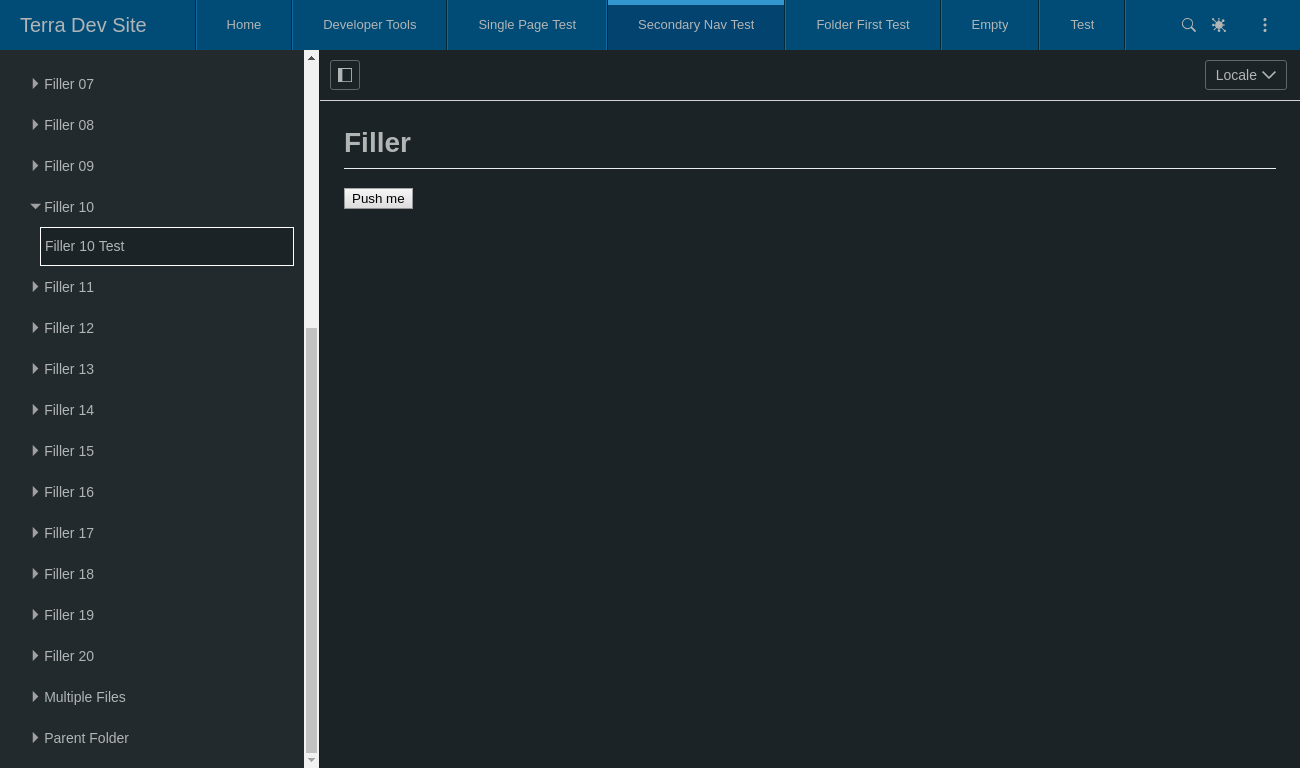 Terra Dev Site
Home
Developer Tools
Single Page Test
Secondary Nav Test
Folder First Test
Empty
Test
Filler 07
Filler 08
Filler 09
Filler 10
Filler 10 Test
Filler 11
Filler 12
Filler 13
Filler 14
Filler 15
Filler 16
Filler 17
Filler 18
Filler 19
Filler 20
Multiple Files
Parent Folder
Locale
Filler
Push me